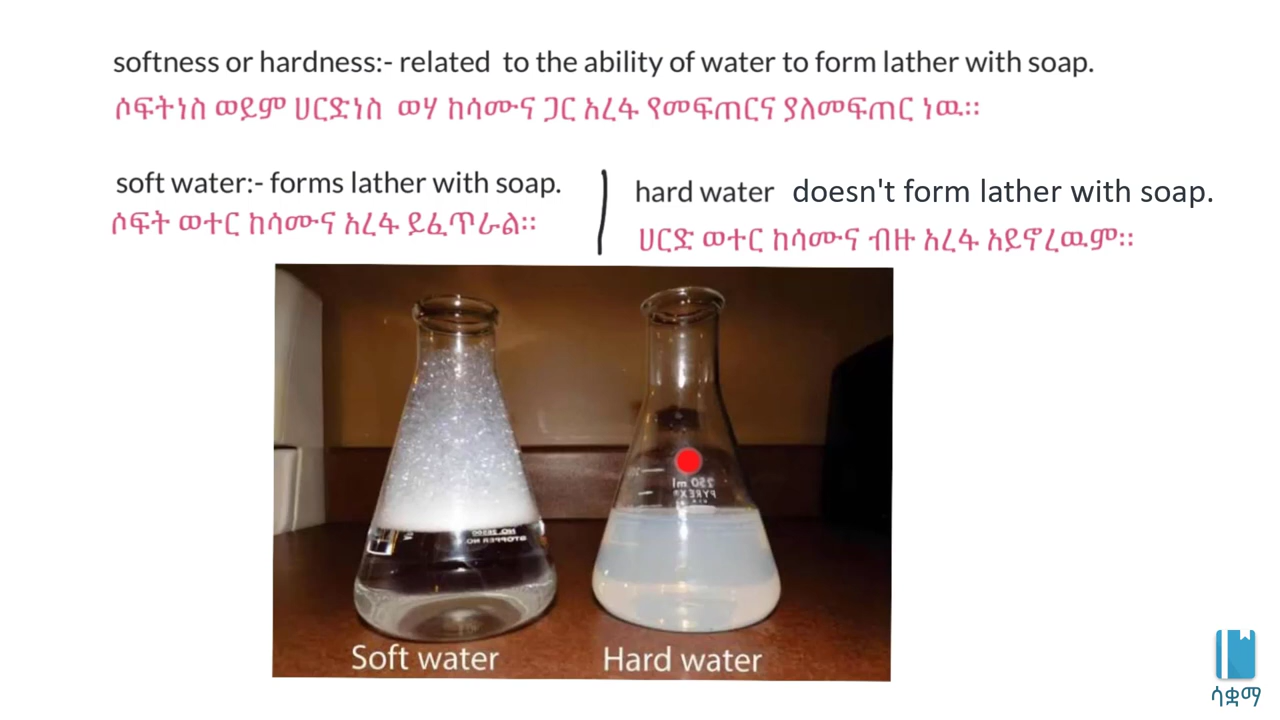 softness or hardness:- related to the ability of water to form lather with soap.
ሶፍትነስ ወይም ሀርድነስ ወሃ ከሳሙና ጋር አረፋ የመፍጠርና ያለመፍጠር ነዉ፡፡
soft water:- forms lather with soap.
ሶፍት ወተር ከሳሙና አረፋ ይፈጥራል፡፡
hard water doesn't form lather with soap.
ሀርድ ወተር ከሳሙና ብዙ አረፋ አይኖረዉም፡፡
250 ml
PYREX®
STOPPER NO.
Soft water
Hard water
ሳቋማ